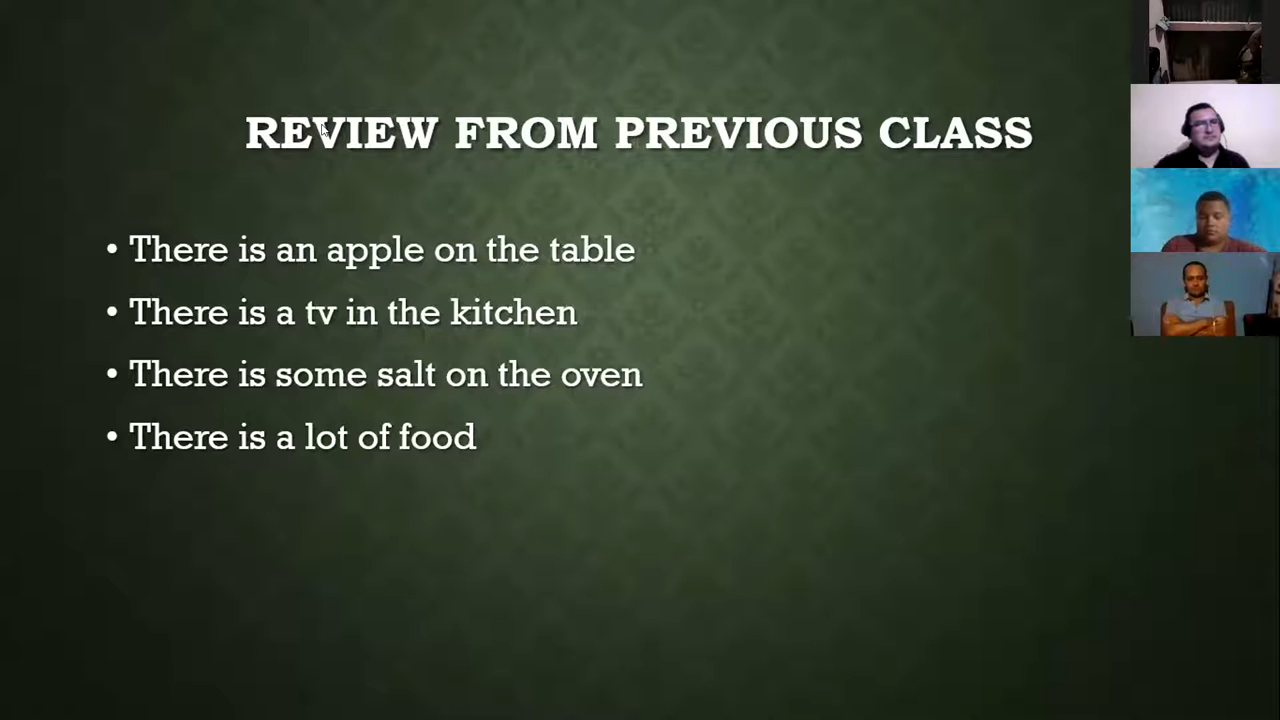 REVIEW FROM PREVIOUS CLASS
• There is an apple on the table
• There is a tv in the kitchen
• There is some salt on the oven
• There is a lot of food